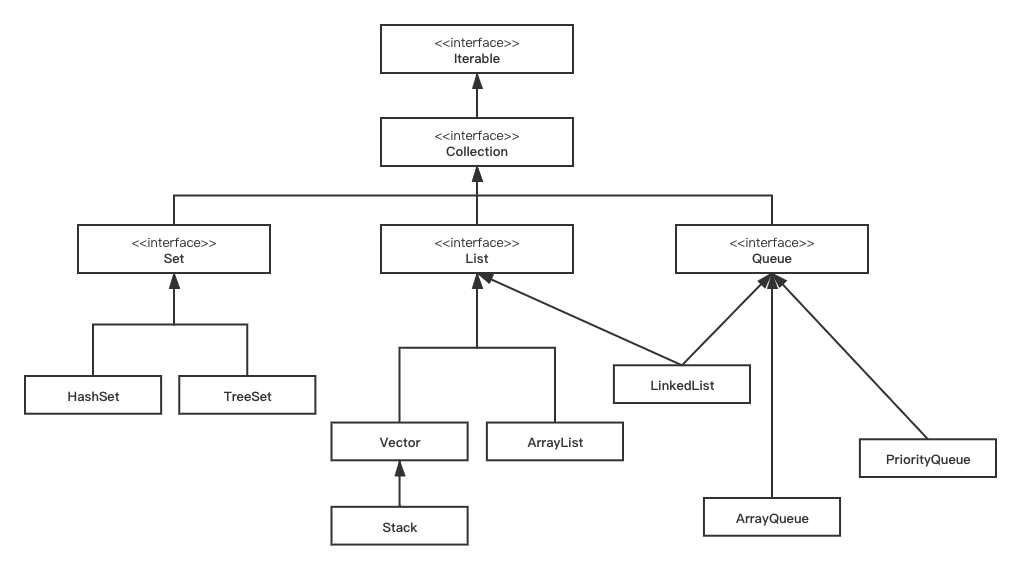 <<interface>>
Iterable
<<interface>>
Collection
<<interface>>
Set
<<interface>>
List
<<interface>>
Queue
HashSet
TreeSet
LinkedList
Vector
ArrayList
PriorityQueue
Stack
ArrayQueue